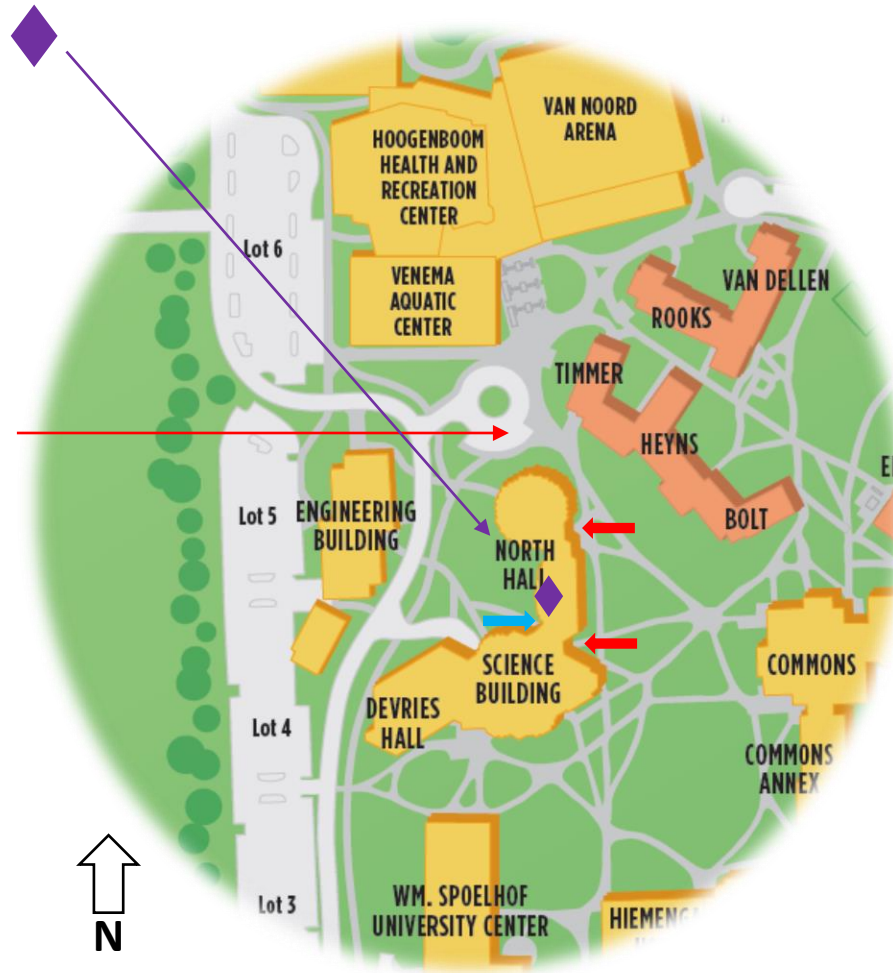 VAN NOORD
ARENA
HOOGENBOOM
HEALTH AND
RECREATION
CENTER
Lot 6
VENEMA
AQUATIC
CENTER
VAN DELLEN
ROOKS
TIMMER
HEYNS
BOLT
Lot 5
ENGINEERING
BUILDING
NORTH
HALL
SCIENCE
BUILDING
COMMONS
DEVRIES
HALL
Lot 4
COMMONS
ANNEX
Lot 3
WM. SPOELHOF
UNIVERSITY CENTER
N